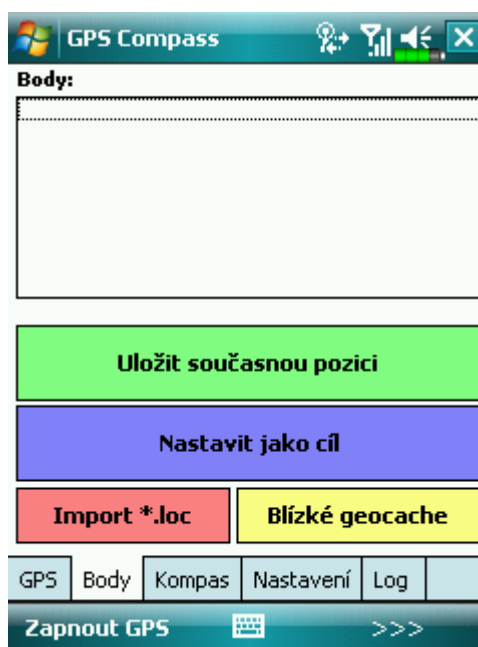 GPS Compass
Body:
Uložit současnou pozici
Nastavit jako cíl
Import *.loc Blízké geocache
GPS Body Kompas Nastavení Log
Zapnout GPS >>>